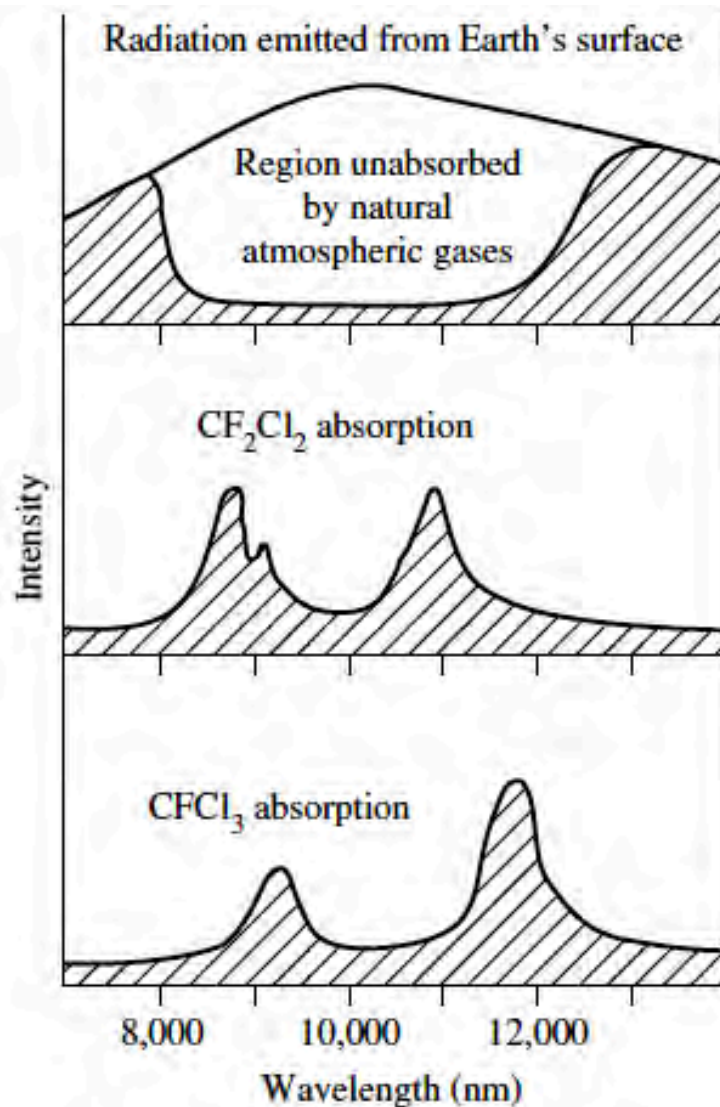 Radiation emitted from Earth's surface
Region unabsorbed
by natural
atmospheric gases
CF₂Cl₂ absorption
Intensity
CFCl₃ absorption
8,000 10,000 12,000
Wavelength (nm)